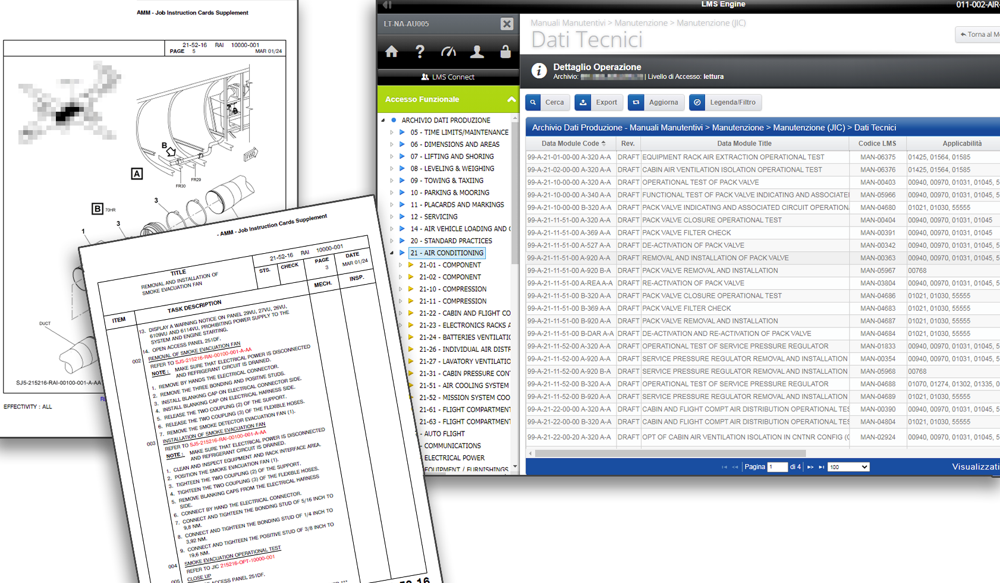 AMM - Job Instruction Cards Supplement
21-52-16 RAI 10000-001
PAGE 5 MAR 01/24
B
FWD
A
FR29
FR30
B 70HR
3
3
1
DUCT
SJ5-215216-RAI-00100-001-A-AA
EFFECTIVITY : ALL
- AMM - Job Instruction Cards Supplement
21-52-16 RAI 10000-001
TITLE
REMOVAL AND INSTALLATION OF
SMOKE EVACUATION FAN
STS. CHECK PAGE DATE
3 MAR 01/24
ITEM TASK DESCRIPTION MECH. INSP.
13. DISPLAY A WARNING NOTICE ON PANEL 29VU, 27VU, 26VU,
6109VU AND 6114VU, PROHIBITING POWER SUPPLY TO THE
SYSTEM AND ENGINE STARTING.
14. OPEN ACCESS PANEL 251DF.
002 REMOVAL OF SMOKE EVACUATION FAN
REFER TO SJ5-215216-RAI-00100-001-A-AA
NOTE : MAKE SURE THAT ELECTRICAL POWER IS DISCONNECTED
AND REFRIGERANT CIRCUIT IS DRAINED.
1. REMOVE BY HANDS THE ELECTRICAL CONNECTOR.
2. REMOVE THE THREE BONDING AND POSITIVE STUDS.
3. INSTALL BLANKING CAP ON ELECTRICAL CONNECTOR SIDE.
4. INSTALL BLANKING CAP ON ELECTRICAL HARNESS SIDE.
5. RELEASE THE TWO COUPLING (2) OF THE SUPPORT.
6. RELEASE THE TWO COUPLING (3) OF THE FLEXIBLE HOSES.
7. REMOVE THE SMOKE DETECTOR EVACUATION FAN (1).
003 INSTALLATION OF SMOKE EVACUATION FAN
REFER TO SJ5-215216-RAI-00100-001-A-AA
NOTE : MAKE SURE THAT ELECTRICAL POWER IS DISCONNECTED
AND REFRIGERANT CIRCUIT IS DRAINED.
1. CLEAN AND INSPECT EQUIPMENT AND RACK INTERFACE AREA.
2. POSITION THE SMOKE EVACUATION FAN (1).
3. TIGHTEEN THE TWO COUPLING (2) OF THE SUPPORT.
4. TIGHTEEN THE TWO COUPLING (3) OF THE FLEXIBLE HOSES.
5. REMOVE BLANKING CAPS FROM THE ELECTRICAL HARNESS
SIDE.
6. CONNECT BY HAND THE ELECTRICAL CONNECTOR.
7. CONNECT AND TIGHTEEN THE BONDING STUD OF 5/16 INCH TO
9,8 NM.
8. CONNECT AND TIGHTEEN THE BONDING STUD OF 1/4 INCH TO
3,92 NM.
9. CONNECT AND TIGHTEEN THE POSITIVE STUD OF 3/8 INCH TO
19,6 NM.
004 SMOKE EVACUATION OPERATIONAL TEST
REFER TO JIC 215216-OPT-10000-001
005 CLOSE UP
ACCESS PANEL 251DF.
LMS Engine 011-002-AIR-
LT-NA-AU005
LMS Connect
Accesso Funzionale
ARCHIVIO DATI PRODUZIONE
05 - TIME LIMITS/MAINTENANCE
06 - DIMENSIONS AND AREAS
07 - LIFTING AND SHORING
08 - LEVELING & WEIGHING
09 - TOWING & TAXIING
10 - PARKING & MOORING
11 - PLACARDS AND MARKINGS
12 - SERVICING
14 - AIR VEHICLE LOADING AND
20 - STANDARD PRACTICES
21 - AIR CONDITIONING
21-01 - COMPONENT
21-02 - COMPONENT
21-10 - COMPRESSION
21-11 - COMPRESSION
21-22 - CABIN AND FLIGHT CO
21-23 - ELECTRONICS RACKS A
21-24 - BATTERIES VENTILATIO
21-26 - INDIVIDUAL AIR DISTR
21-27 - LAVATORY VENTILATIO
21-31 - CABIN PRESSURE CON
21-51 - AIR COOLING SYSTEM
21-52 - MISSION SYSTEM COO
21-61 - FLIGHT COMPARTMENT
21-63 - FLIGHT COMPARTMENT
- AUTO FLIGHT
- COMMUNICATIONS
ELECTRICAL POWER
EQUIPMENT / FURNISHINGS
Manuali Manutentivi > Manutenzione > Manutenzione (JIC)
Dati Tecnici
Torna al M
Dettaglio Operazione
Archivio: | Livello di Accesso: lettura
Cerca Export Aggiorna Legenda/Filtro
Archivio Dati Produzione - Manuali Manutentivi > Manutenzione > Manutenzione (JIC) > Dati Tecnici
Data Module Code Rev. Data Module Title Codice LMS Applicabilità
99-A-21-01-00-00 A-320 A-A DRAFT EQUIPMENT RACK AIR EXTRACTION OPERATIONAL TEST MAN-06375 01425, 01564, 01585
99-A-21-02-00-00 A-320 A-A DRAFT CABIN AIR VENTILATION ISOLATION OPERATIONAL TEST MAN-06376 01425, 01564, 01585
99-A-21-10-00-00 A-320 A-A DRAFT OPERATIONAL TEST OF PACK VALVE MAN-00403 00940, 00970, 01031, 01045, 5
99-A-21-10-00-00 A-340 A-A DRAFT FUNCTIONAL TEST OF PACK VALVE INDICATING AND ASSOCIATE MAN-05966 00940, 00970, 01031, 01045, 5
99-A-21-10-00-00 B-320 A-A DRAFT PACK VALVE INDICATING AND ASSOCIATED CIRCUIT OPERATION MAN-04680 01021, 01030, 55555
99-A-21-11-51-00 A-320 A-A DRAFT PACK VALVE CLOSURE OPERATIONAL TEST MAN-00404 00940, 00970, 01031, 01045
99-A-21-11-51-00 A-369 A-A DRAFT PACK VALVE FILTER CHECK MAN-00391 00940, 00970, 01031, 01045, 5
99-A-21-11-51-00 A-527 A-A DRAFT DE-ACTIVATION OF PACK VALVE MAN-00342 00940, 00970, 01031, 01045, 5
99-A-21-11-51-00 A-920 A-A DRAFT REMOVAL AND INSTALLATION OF PACK VALVE MAN-00363 00940, 00970, 01031, 01045, 5
99-A-21-11-51-00 A-920 B-A DRAFT PACK VALVE REMOVAL AND INSTALLATION MAN-05967 00768
99-A-21-11-51-00 A-REA A-A DRAFT RE-ACTIVATION OF PACK VALVE MAN-03804 00940, 00970, 01031, 01045, 5
99-A-21-11-51-00 B-320 A-A DRAFT PACK VALVE CLOSURE OPERATIONAL TEST MAN-04686 01021, 01030, 55555
99-A-21-11-51-00 B-369 A-A DRAFT PACK VALVE FILTER CHECK MAN-04683 01021, 01030, 55555
99-A-21-11-51-00 B-920 A-A DRAFT PACK VALVE REMOVAL AND INSTALLATION MAN-04687 01021, 01030, 55555
99-A-21-11-51-00 B-DAR A-A DRAFT DE-ACTIVATION AND RE-ACTIVATION OF PACK VALVE MAN-04684 01021, 01030, 55555
99-A-21-11-52-00 A-320 A-A DRAFT OPERATIONAL TEST OF SERVICE PRESSURE REGULATOR MAN-01833 00940, 00970, 01031, 01045, 5
99-A-21-11-52-00 A-920 A-A DRAFT SERVICE PRESSURE REGULATOR REMOVAL AND INSTALLATION MAN-00354 00940, 00970, 01031, 01045, 5
99-A-21-11-52-00 A-920 B-A DRAFT SERVICE PRESSURE REGULATOR REMOVAL AND INSTALLATION MAN-05968 00768
99-A-21-11-52-00 B-320 A-A DRAFT OPERATIONAL TEST OF SERVICE PRESSURE REGULATOR MAN-04688 01070, 01274, 01302, 01335, 0
99-A-21-11-52-00 B-920 A-A DRAFT SERVICE PRESSURE REGULATOR REMOVAL AND INSTALLATION MAN-04689 01021, 01030, 55555
99-A-21-22-00-00 A-320 A-A DRAFT CABIN AND FLIGHT COMPT AIR DISTRIBUTION OPERATIONAL TES MAN-00390 00940, 00970, 01031, 01045, 5
99-A-21-22-00-00 B-320 A-A DRAFT CABIN AND FLIGHT COMPT AIR DISTRIBUTION OPERATIONAL TES MAN-04804 01021, 01030, 55555
99-A-21-22-00-20 A-320 A-A DRAFT OPT OF CABIN AIR VENTILATION ISOLATION IN CNTNR CONFIG (C MAN-02924 00940, 00970, 01031, 01045, 5
Pagina 1 di 4 100 Visualizzati